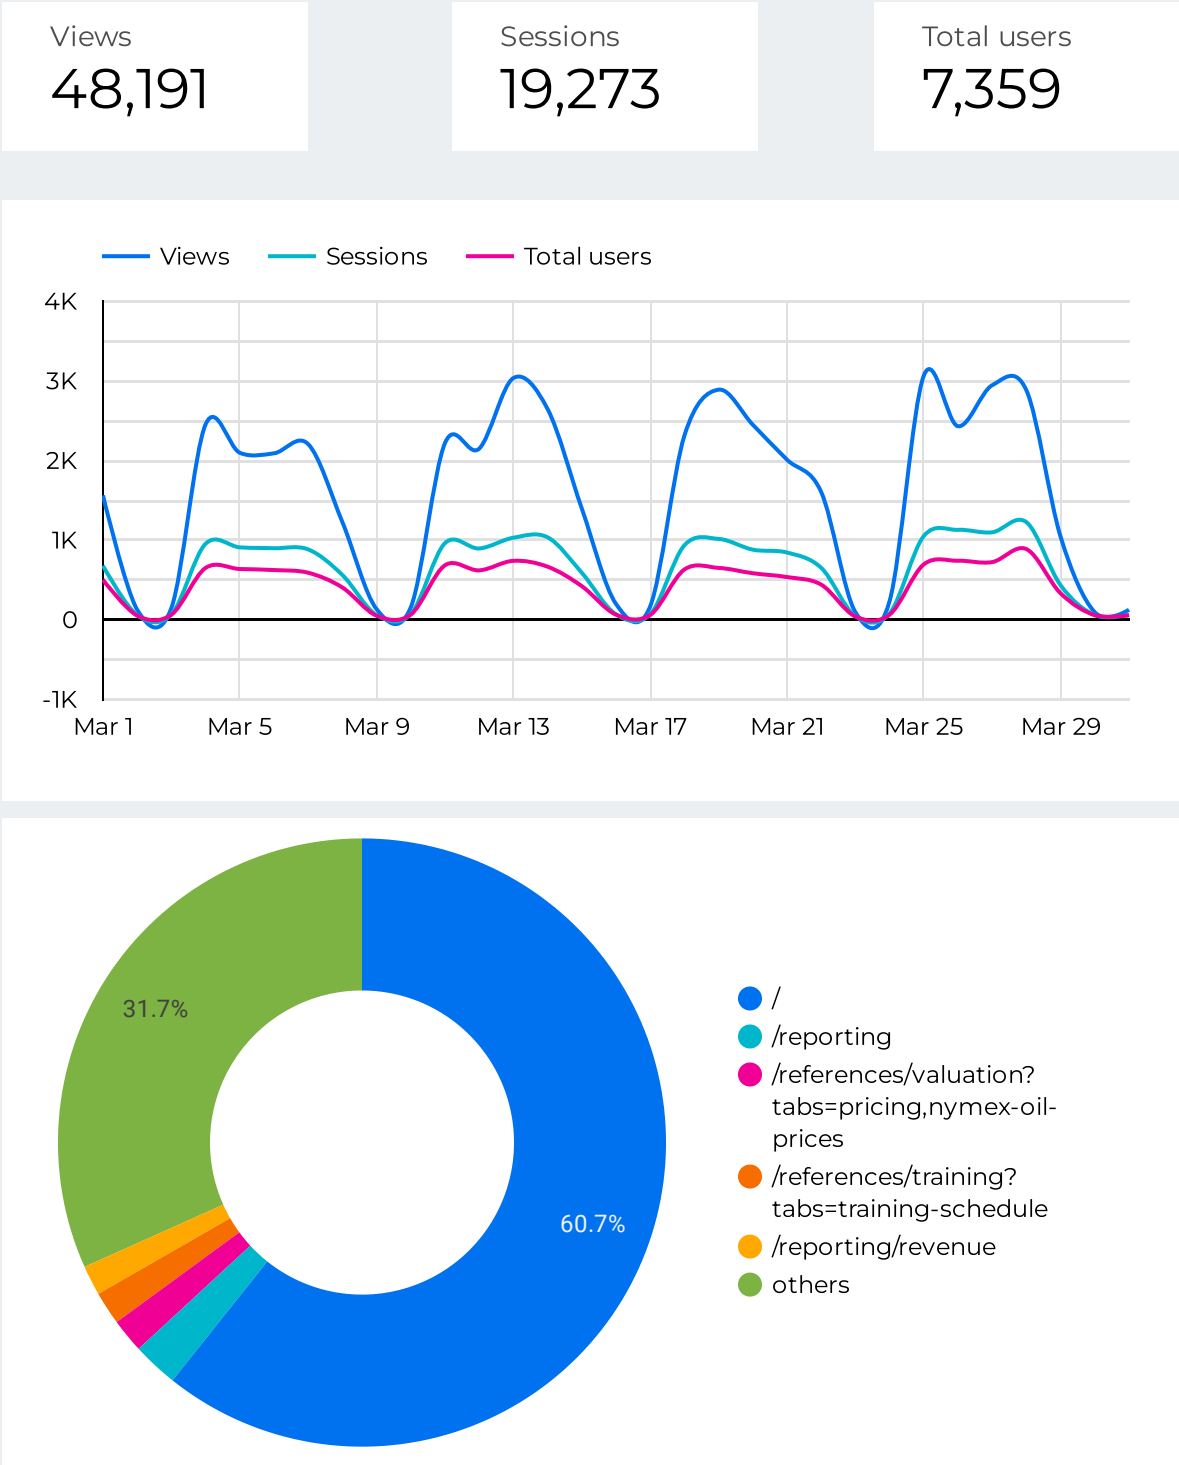 Views
48,191
Sessions
19,273
Total users
7,359
Views
Sessions
Total users
4K
3K
2K
1K
0
-1K
Mar 1
Mar 5
Mar 9
Mar 13
Mar 17
Mar 21
Mar 25
Mar 29
31.7%
60.7%
/
/reporting
/references/valuation?
tabs=pricing,nymex-oil-
prices
/references/training?
tabs=training-schedule
/reporting/revenue
others